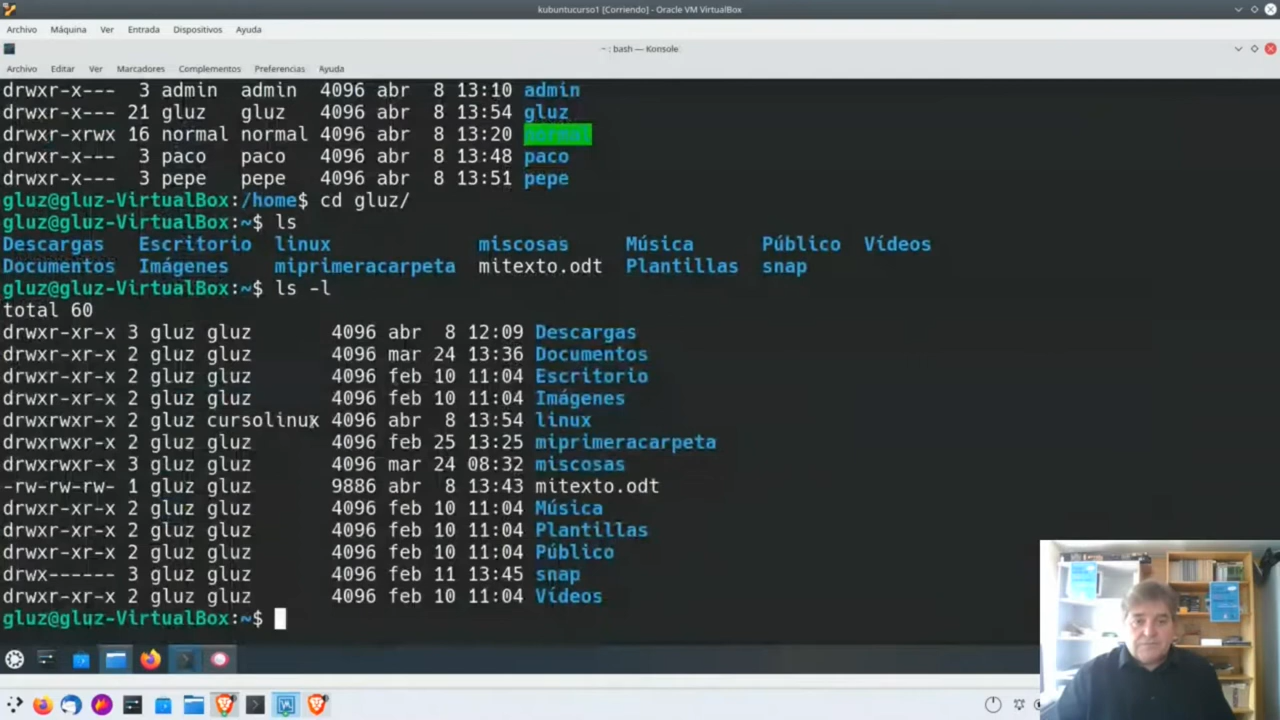 kubuntucurso1 [Corriendo] - Oracle VM VirtualBox
Archivo Máquina Ver Entrada Dispositivos Ayuda
~ : bash — Konsole
Archivo Editar Ver Marcadores Complementos Preferencias Ayuda
drwxr-x--- 3 admin admin 4096 abr 8 13:10 admin
drwxr-x--- 21 gluz gluz 4096 abr 8 13:54 gluz
drwxr-xrwx 16 normal normal 4096 abr 8 13:20 normal
drwxr-x--- 3 paco paco 4096 abr 8 13:48 paco
drwxr-x--- 3 pepe pepe 4096 abr 8 13:51 pepe
gluz@gluz-VirtualBox:/home$ cd gluz/
gluz@gluz-VirtualBox:~$ ls
Descargas Escritorio linux miscosas Música Público Vídeos
Documentos Imágenes miprimeracarpeta mitexto.odt Plantillas snap
gluz@gluz-VirtualBox:~$ ls -l
total 60
drwxr-xr-x 3 gluz gluz 4096 abr 8 12:09 Descargas
drwxr-xr-x 2 gluz gluz 4096 mar 24 13:36 Documentos
drwxr-xr-x 2 gluz gluz 4096 feb 10 11:04 Escritorio
drwxr-xr-x 2 gluz gluz 4096 feb 10 11:04 Imágenes
drwxrwxr-x 2 gluz cursolinux 4096 abr 8 13:54 linux
drwxrwxr-x 2 gluz gluz 4096 feb 25 13:25 miprimeracarpeta
drwxrwxr-x 3 gluz gluz 4096 mar 24 08:32 miscosas
-rw-rw-rw- 1 gluz gluz 9886 abr 8 13:43 mitexto.odt
drwxr-xr-x 2 gluz gluz 4096 feb 10 11:04 Música
drwxr-xr-x 2 gluz gluz 4096 feb 10 11:04 Plantillas
drwxr-xr-x 2 gluz gluz 4096 feb 10 11:04 Público
drwx------ 3 gluz gluz 4096 feb 11 13:45 snap
drwxr-xr-x 2 gluz gluz 4096 feb 10 11:04 Vídeos
gluz@gluz-VirtualBox:~$